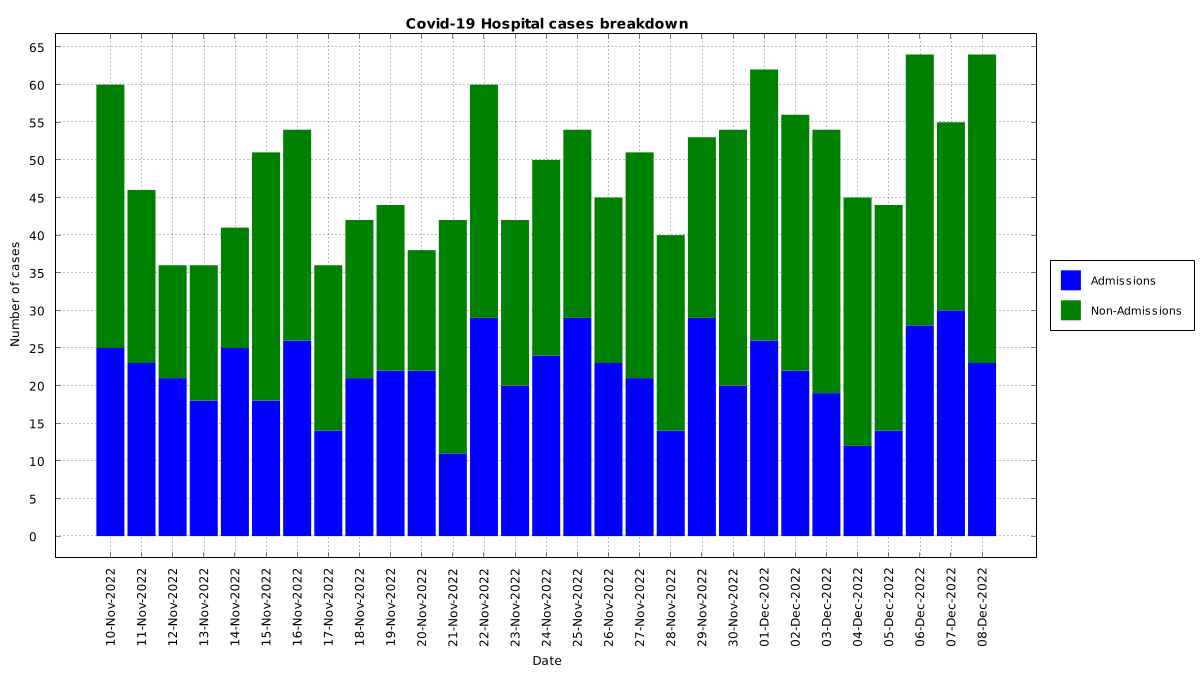 Covid-19 Hospital cases breakdown
65
60
55
50
45
40
35
30
25
20
15
10
5
0
Number of cases
10-Nov-2022
11-Nov-2022
12-Nov-2022
13-Nov-2022
14-Nov-2022
15-Nov-2022
16-Nov-2022
17-Nov-2022
18-Nov-2022
19-Nov-2022
20-Nov-2022
21-Nov-2022
22-Nov-2022
23-Nov-2022
24-Nov-2022
25-Nov-2022
26-Nov-2022
27-Nov-2022
28-Nov-2022
29-Nov-2022
30-Nov-2022
01-Dec-2022
02-Dec-2022
03-Dec-2022
04-Dec-2022
05-Dec-2022
06-Dec-2022
07-Dec-2022
08-Dec-2022
Date
Admissions
Non-Admissions